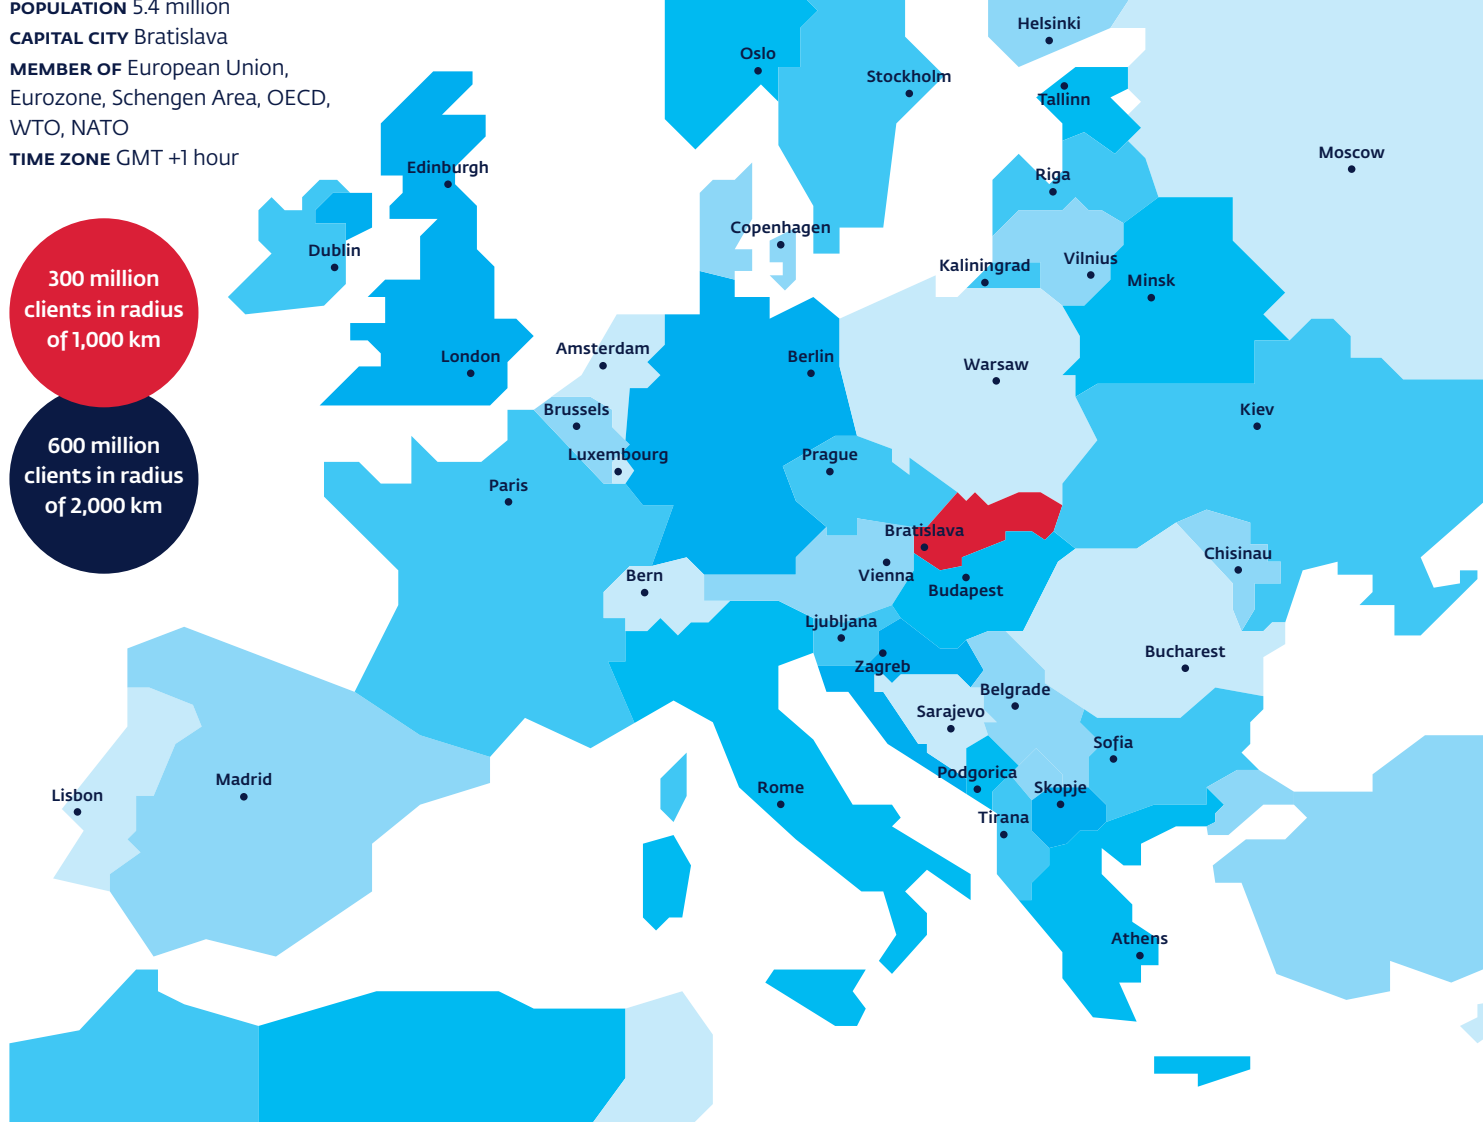 POPULATION 5.4 million
CAPITAL CITY Bratislava
MEMBER OF European Union,
Eurozone, Schengen Area, OECD,
WTO, NATO
TIME ZONE GMT +1 hour
300 million
clients in radius
of 1,000 km
600 million
clients in radius
of 2,000 km
Helsinki
Oslo
Stockholm
Tallinn
Moscow
Edinburgh
Riga
Copenhagen
Dublin
Vilnius
Kaliningrad
Minsk
Amsterdam
London
Berlin
Warsaw
Brussels
Kiev
Luxembourg
Prague
Paris
Bratislava
Chisinau
Bern
Vienna
Budapest
Ljubljana
Bucharest
Zagreb
Belgrade
Sarajevo
Sofia
Podgorica
Madrid
Rome
Skopje
Lisbon
Tirana
Athens